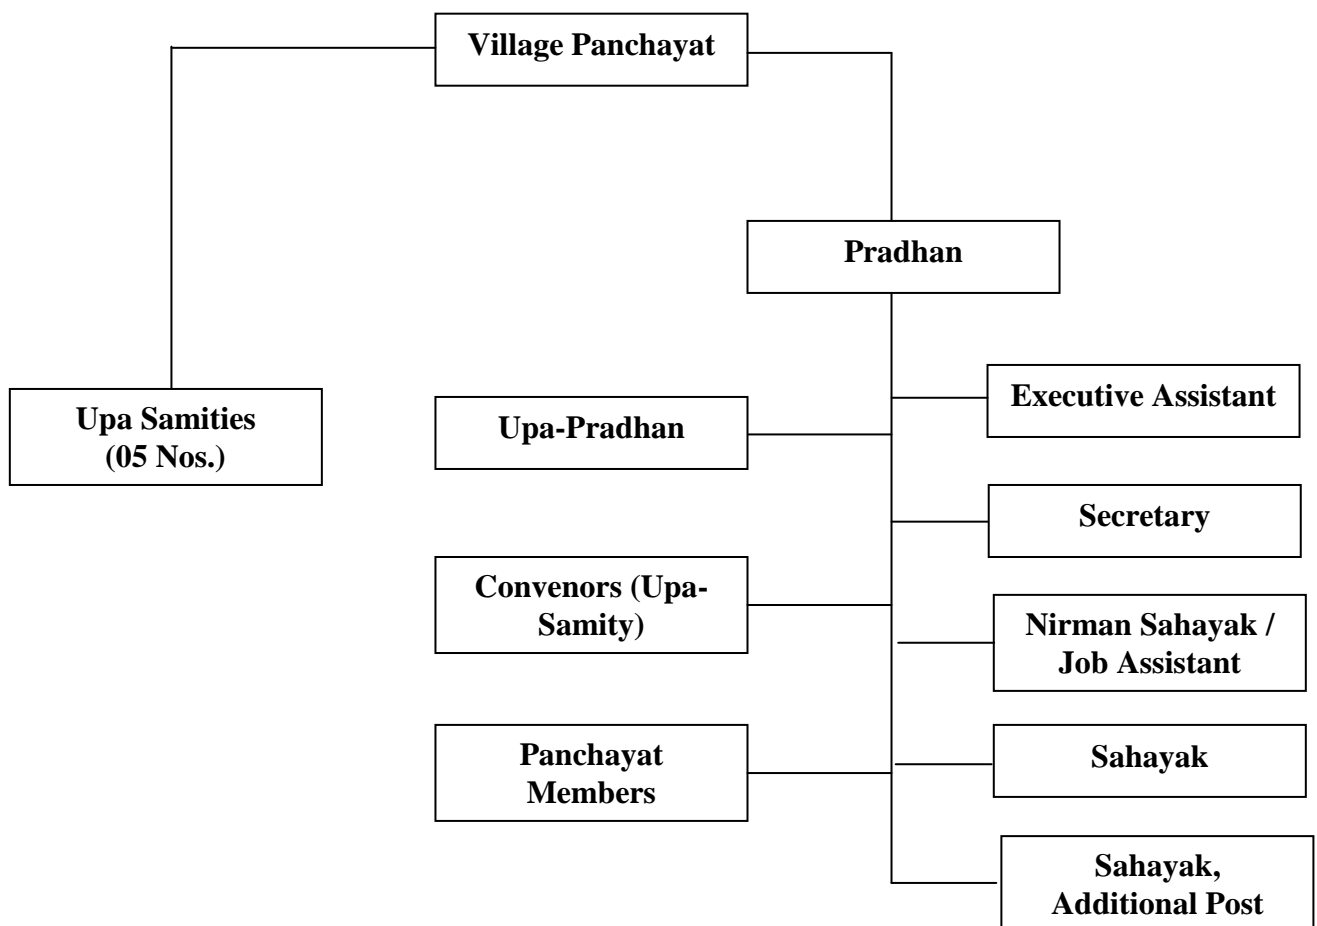 Village Panchayat
Pradhan
Upa Samities
(05 Nos.)
Upa-Pradhan
Executive Assistant
Secretary
Convenors (Upa-
Samity)
Nirman Sahayak /
Job Assistant
Panchayat
Members
Sahayak
Sahayak,
Additional Post